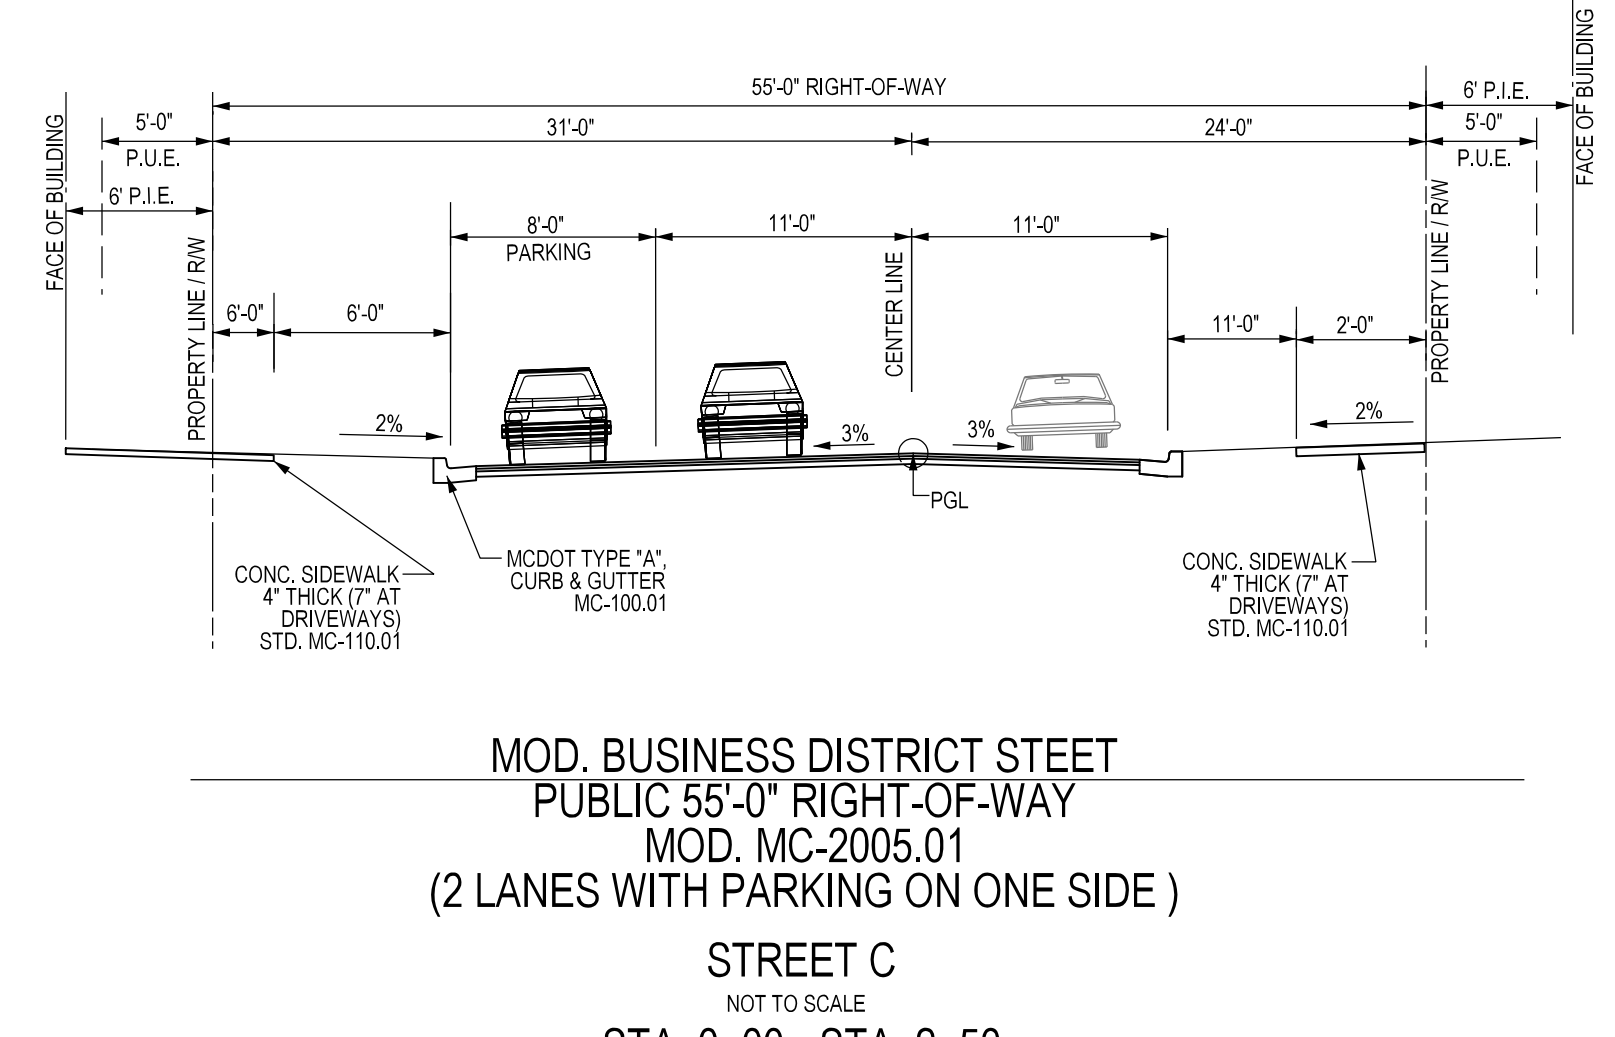 55'-0" RIGHT-OF-WAY
6' P.I.E.
5'-0"
P.U.E.
31'-0"
24'-0"
5'-0"
P.U.E.
6' P.I.E.
FACE OF BUILDING
FACE OF BUILDING
PROPERTY LINE / R/W
PROPERTY LINE / R/W
8'-0"
PARKING
11'-0"
11'-0"
CENTER LINE
6'-0"
6'-0"
11'-0"
2'-0"
2%
3%
3%
2%
PGL
CONC. SIDEWALK
4" THICK (7" AT
DRIVEWAYS)
STD. MC-110.01
MCDOT TYPE "A",
CURB & GUTTER
MC-100.01
CONC. SIDEWALK
4" THICK (7" AT
DRIVEWAYS)
STD. MC-110.01
MOD. BUSINESS DISTRICT STEET
PUBLIC 55'-0" RIGHT-OF-WAY
MOD. MC-2005.01
(2 LANES WITH PARKING ON ONE SIDE )
STREET C
NOT TO SCALE